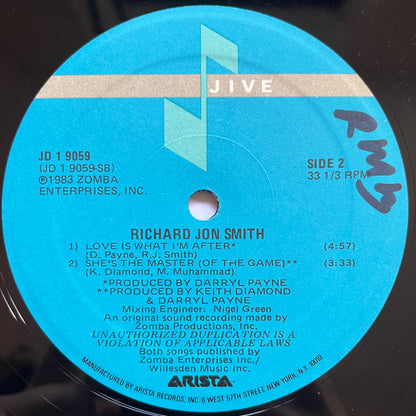 JIVE
JD 1 9059
(JD 1 9059-SB)
℗1983 ZOMBA
ENTERPRISES, INC.
SIDE 2
33 1/3 RPM
RMB
RICHARD JON SMITH
1) LOVE IS WHAT I'M AFTER* (4:57)
(D. Payne, R.J. Smith)
2) SHE'S THE MASTER (OF THE GAME)** (3:33)
(K. Diamond, M. Muhammad)
*PRODUCED BY DARRYL PAYNE
**PRODUCED BY KEITH DIAMOND
& DARRYL PAYNE
Mixing Engineer: Nigel Green
An original sound recording made by
Zomba Productions, Inc.
UNAUTHORIZED DUPLICATION IS A
VIOLATION OF APPLICABLE LAWS
Both songs published by
Zomba Enterprises Inc./
Willesden Music Inc.
ARISTA
MANUFACTURED BY ARISTA RECORDS, INC 6 WEST 57TH STREET, NEW YORK, N.Y. 10019